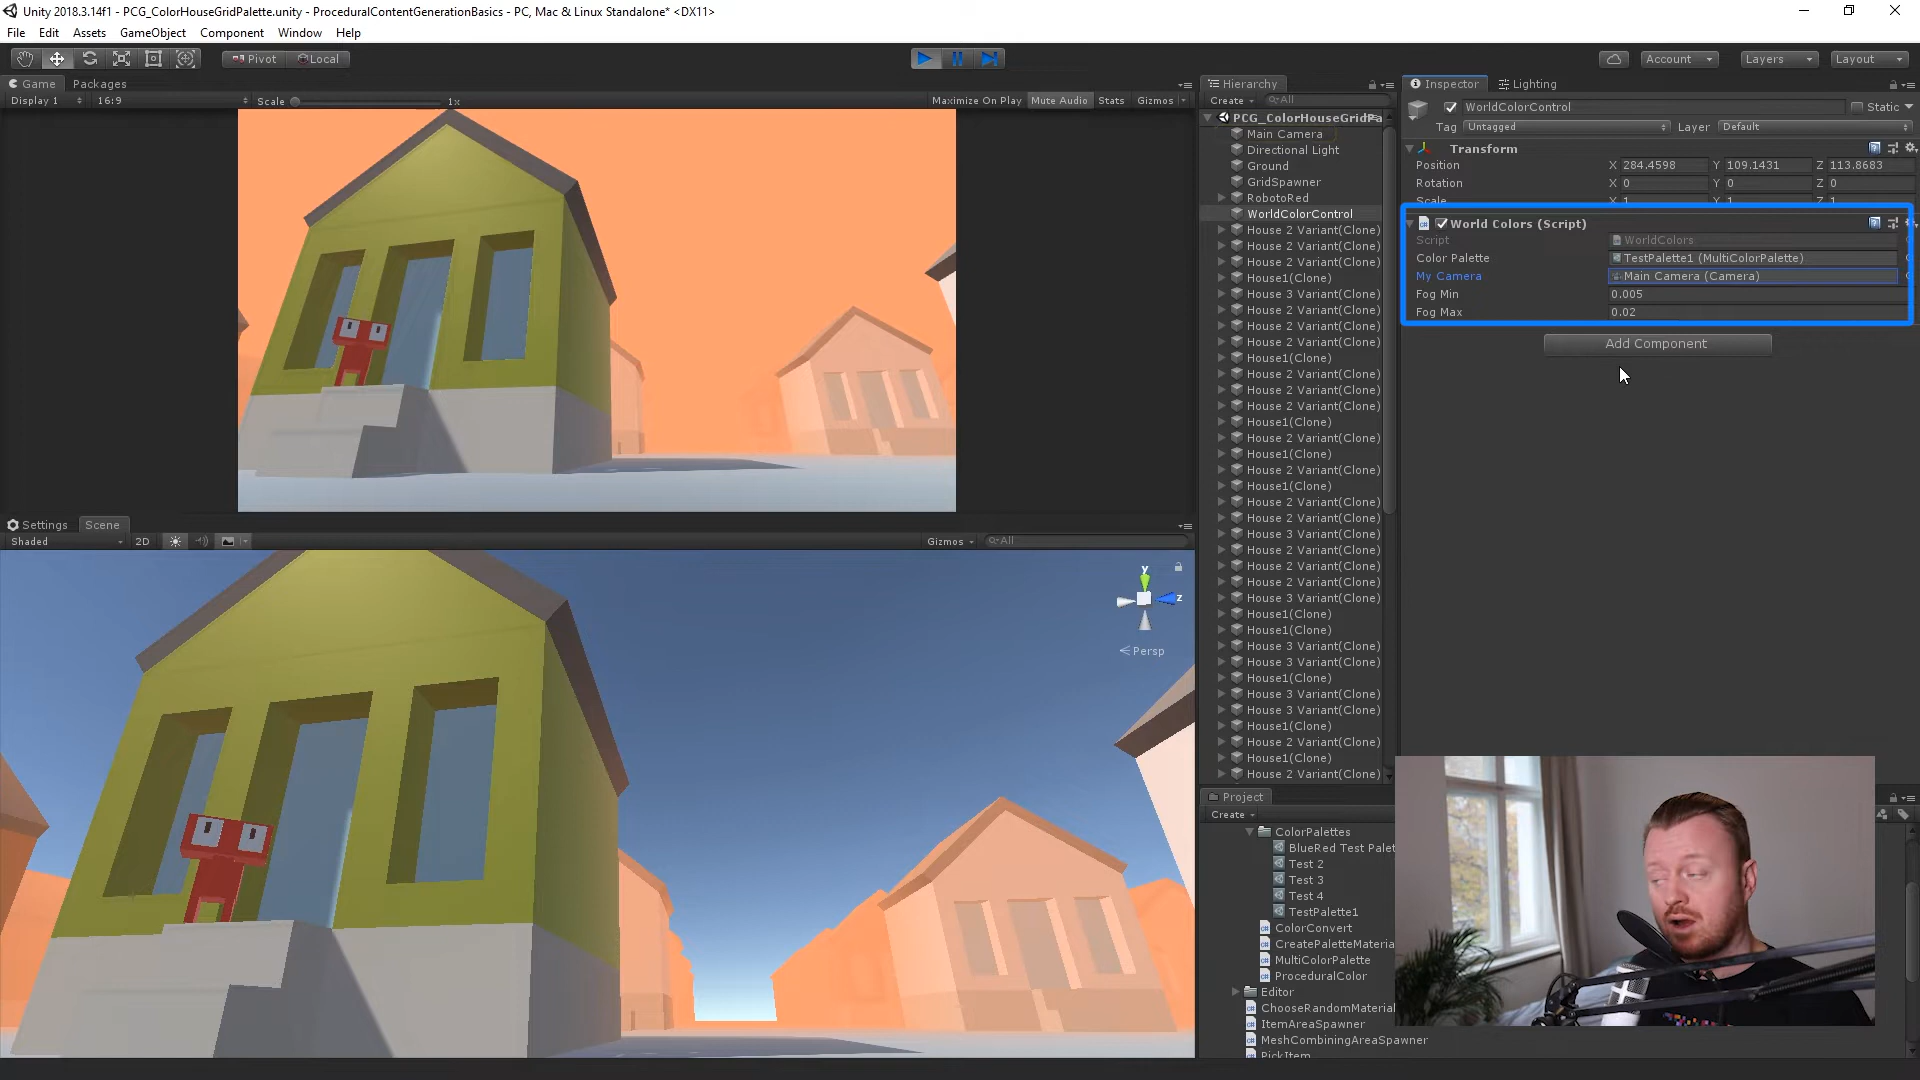 Unity 2018.3.14f1 - PCG_ColorHouseGridPalette.unity - ProceduralContentGenerationBasics - PC, Mac & Linux Standalone* <DX11>
File Edit Assets GameObject Component Window Help
Pivot Local Account Layers Layout
Game Packages
Display 1 16:9 Scale 1x Maximize On Play Mute Audio Stats Gizmos
Settings Scene
Shaded 2D Gizmos All
y
z
Persp
Hierarchy
Create All
PCG_ColorHouseGridPa
Main Camera
Directional Light
Ground
GridSpawner
RobotoRed
WorldColorControl
House 2 Variant(Clone)
House 2 Variant(Clone)
House 2 Variant(Clone)
House1(Clone)
House 3 Variant(Clone)
House 2 Variant(Clone)
House 2 Variant(Clone)
House 2 Variant(Clone)
House1(Clone)
House 2 Variant(Clone)
House 2 Variant(Clone)
House 2 Variant(Clone)
House1(Clone)
House 2 Variant(Clone)
House1(Clone)
House 2 Variant(Clone)
House1(Clone)
House 2 Variant(Clone)
House 2 Variant(Clone)
House 3 Variant(Clone)
House 2 Variant(Clone)
House 2 Variant(Clone)
House 2 Variant(Clone)
House 3 Variant(Clone)
House1(Clone)
House1(Clone)
House 3 Variant(Clone)
House 3 Variant(Clone)
House1(Clone)
House 3 Variant(Clone)
House 3 Variant(Clone)
House1(Clone)
House 2 Variant(Clone)
House1(Clone)
House 2 Variant(Clone)
Project
Create
ColorPalettes
BlueRed Test Palet
Test 2
Test 3
Test 4
TestPalette1
ColorConvert
CreatePaletteMateria
MultiColorPalette
ProceduralColor
Editor
ChooseRandomMaterial
ItemAreaSpawner
MeshCombiningAreaSpawner
PickItem
Inspector Lighting
WorldColorControl Static
Tag Untagged Layer Default
Transform
Position X 284.4598 Y 109.1431 Z 113.8683
Rotation X 0 Y 0 Z 0
Scale X 1 Y 1 Z 1
World Colors (Script)
Script WorldColors
Color Palette TestPalette1 (MultiColorPalette)
My Camera Main Camera (Camera)
Fog Min 0.005
Fog Max 0.02
Add Component